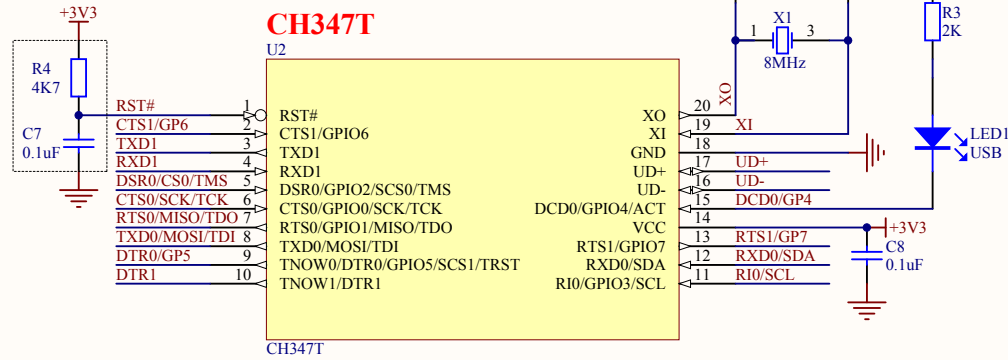 +3V3
CH347T
U2
R4
4K7
C7
0.1uF
RST#
CTS1/GP6
TXD1
RXD1
DSR0/CS0/TMS
CTS0/SCK/TCK
RTS0/MISO/TDO
TXD0/MOSI/TDI
DTR0/GP5
DTR1
1
2
3
4
5
6
7
8
9
10
RST#
CTS1/GPIO6
TXD1
RXD1
DSR0/GPIO2/SCS0/TMS
CTS0/GPIO0/SCK/TCK
RTS0/GPIO1/MISO/TDO
TXD0/MOSI/TDI
TNOW0/DTR0/GPIO5/SCS1/TRST
TNOW1/DTR1
XO
XI
GND
UD+
UD-
DCD0/GPIO4/ACT
VCC
RTS1/GPIO7
RXD0/SDA
RI0/GPIO3/SCL
20
19
18
17
16
15
14
13
12
11
XO
XI
UD+
UD-
DCD0/GP4
RTS1/GP7
RXD0/SDA
RI0/SCL
X1
1 3
8MHz
R3
2K
LED1
USB
+3V3
C8
0.1uF
CH347T